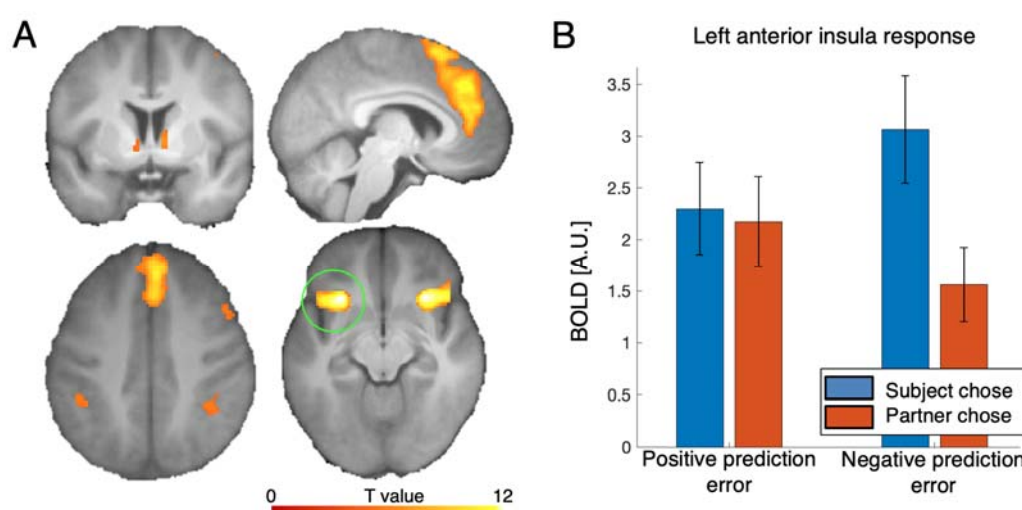 A
0
T value
12
B
Left anterior insula response
BOLD [A.U.]
3.5
3
2.5
2
1.5
1
0.5
0
Subject chose
Partner chose
Positive prediction
error
Negative prediction
error